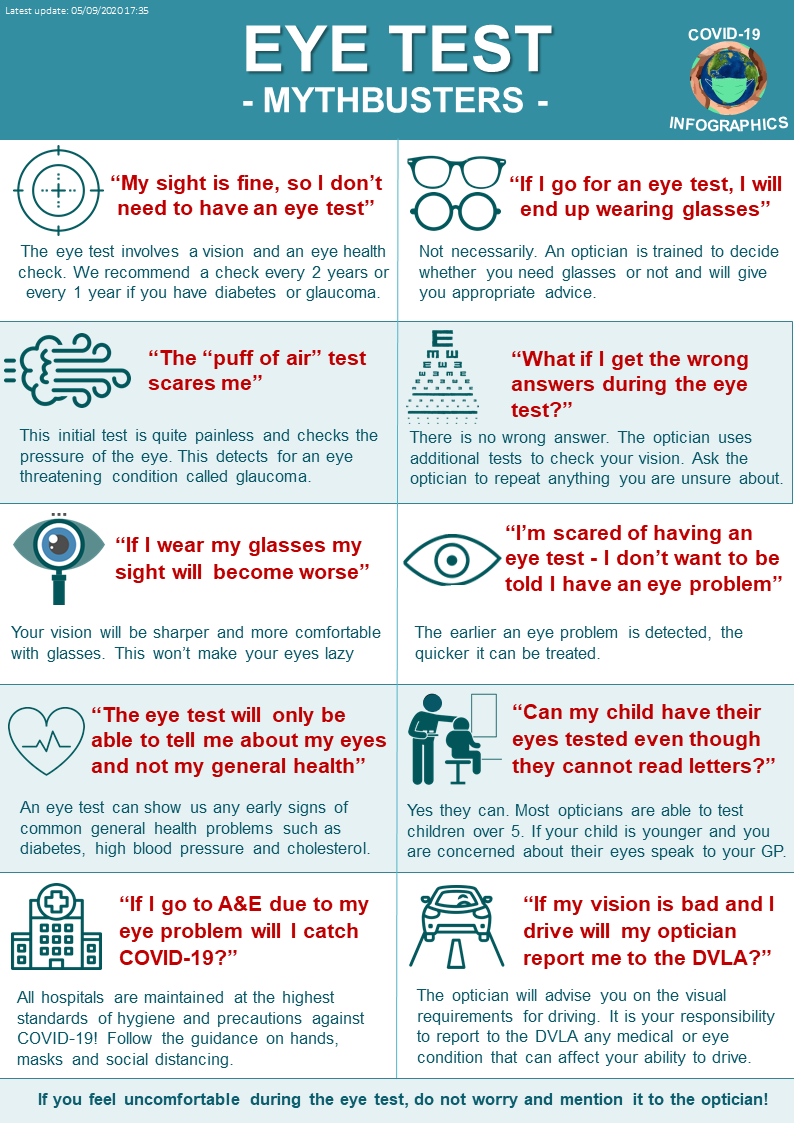 Latest update: 05/09/2020 17:35
EYE TEST
- MYTHBUSTERS -
COVID-19
INFOGRAPHICS
“My sight is fine, so I don’t
need to have an eye test”
The eye test involves a vision and an eye health
check. We recommend a check every 2 years or
every 1 year if you have diabetes or glaucoma.
“If I go for an eye test, I will
end up wearing glasses”
Not necessarily. An optician is trained to decide
whether you need glasses or not and will give
you appropriate advice.
“The “puff of air” test
scares me”
This initial test is quite painless and checks the
pressure of the eye. This detects for an eye
threatening condition called glaucoma.
“What if I get the wrong
answers during the eye
test?”
There is no wrong answer. The optician uses
additional tests to check your vision. Ask the
optician to repeat anything you are unsure about.
“If I wear my glasses my
sight will become worse”
Your vision will be sharper and more comfortable
with glasses. This won’t make your eyes lazy
“I’m scared of having an
eye test - I don’t want to be
told I have an eye problem”
The earlier an eye problem is detected, the
quicker it can be treated.
“The eye test will only be
able to tell me about my eyes
and not my general health”
An eye test can show us any early signs of
common general health problems such as
diabetes, high blood pressure and cholesterol.
“Can my child have their
eyes tested even though
they cannot read letters?”
Yes they can. Most opticians are able to test
children over 5. If your child is younger and you
are concerned about their eyes speak to your GP.
“If I go to A&E due to my
eye problem will I catch
COVID-19?”
All hospitals are maintained at the highest
standards of hygiene and precautions against
COVID-19! Follow the guidance on hands,
masks and social distancing.
“If my vision is bad and I
drive will my optician
report me to the DVLA?”
The optician will advise you on the visual
requirements for driving. It is your responsibility
to report to the DVLA any medical or eye
condition that can affect your ability to drive.
If you feel uncomfortable during the eye test, do not worry and mention it to the optician!